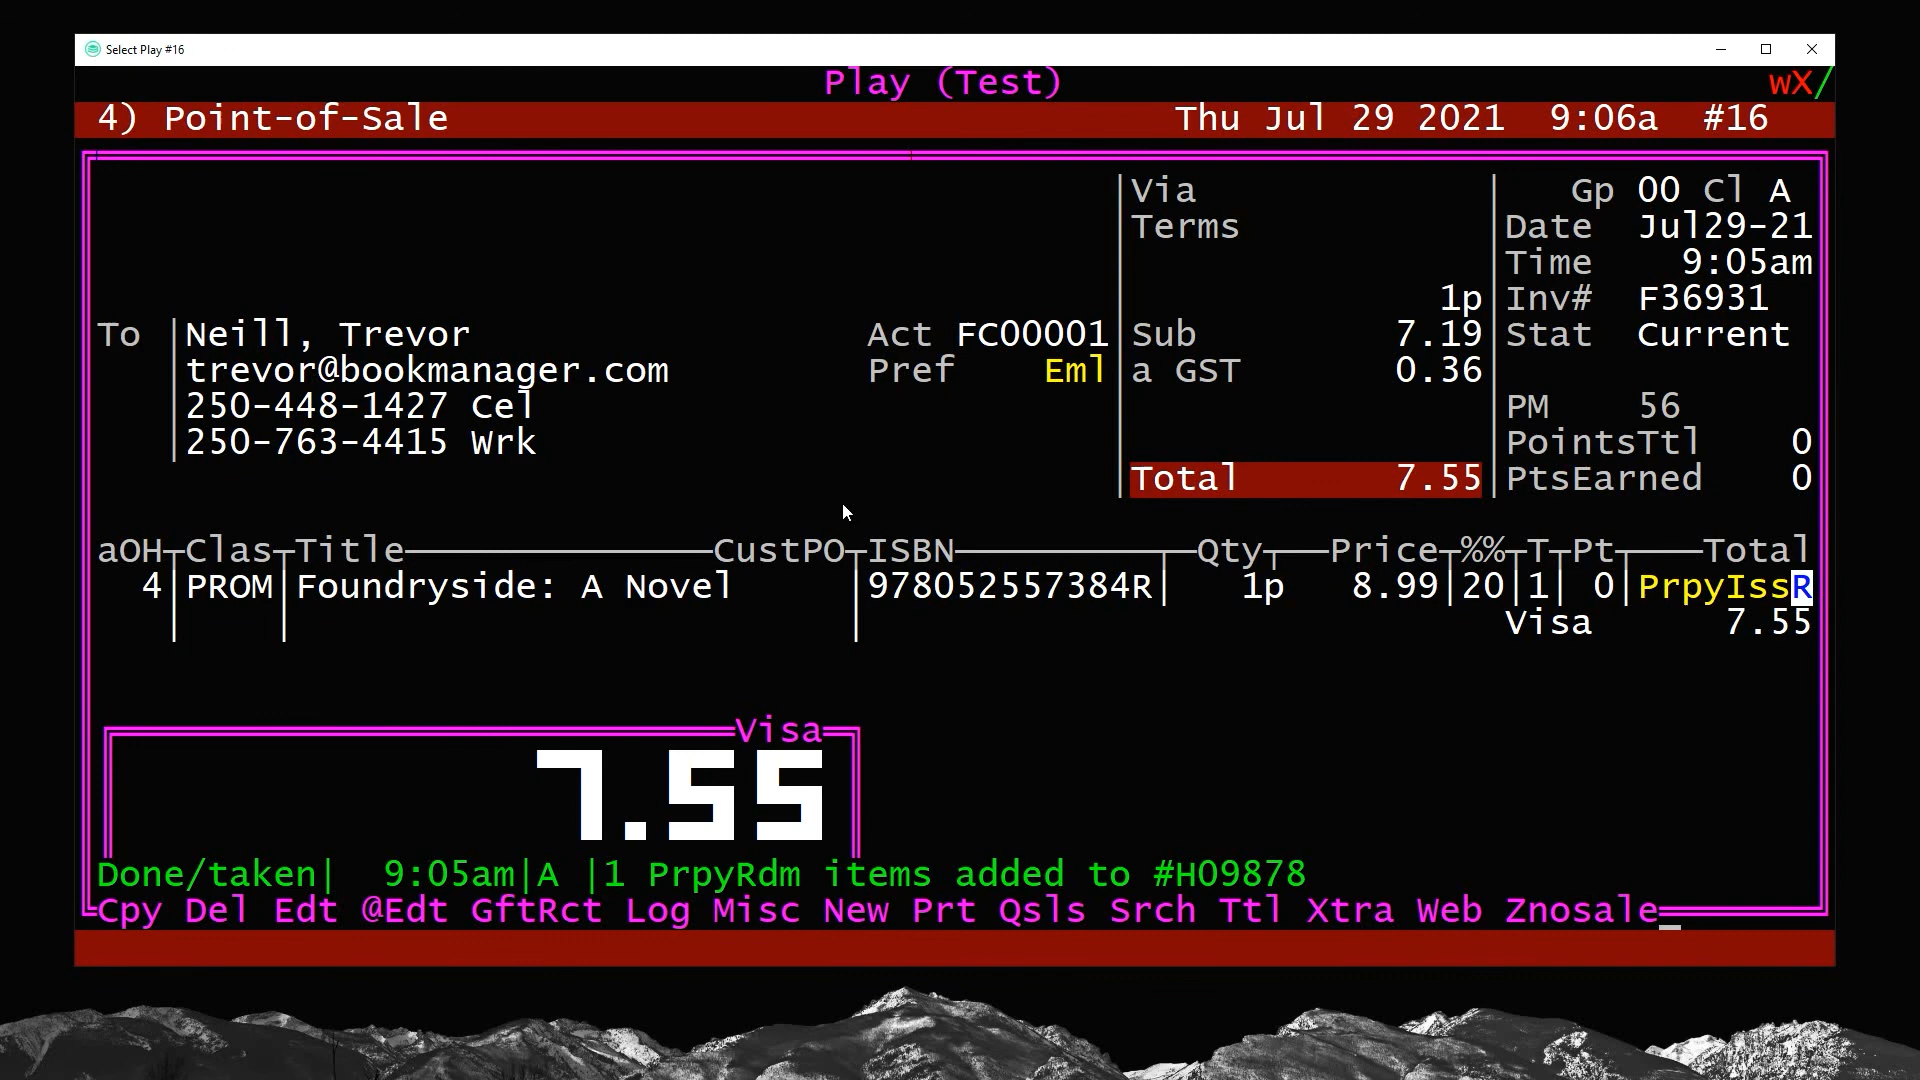 Select Play #16
Play (Test) wX/
4) Point-of-Sale Thu Jul 29 2021 9:06a #16
Via Gp 00 Cl A
Terms Date Jul29-21
Time 9:05am
1p Inv# F36931
To Neill, Trevor Act FC00001 Sub 7.19 Stat Current
trevor@bookmanager.com Pref Eml a GST 0.36
250-448-1427 Cel PM 56
250-763-4415 Wrk PointsTtl 0
Total 7.55 PtsEarned 0
aOH Clas Title CustPO ISBN Qty Price %% T Pt Total
4|PROM|Foundryside: A Novel |978052557384R| 1p 8.99|20|1| 0|PrpyIssR
Visa 7.55
Visa
7.55
Done/taken| 9:05am|A |1 PrpyRdm items added to #H09878
Cpy Del Edt @Edt GftRct Log Misc New Prt Qsls Srch Ttl Xtra Web Znosale